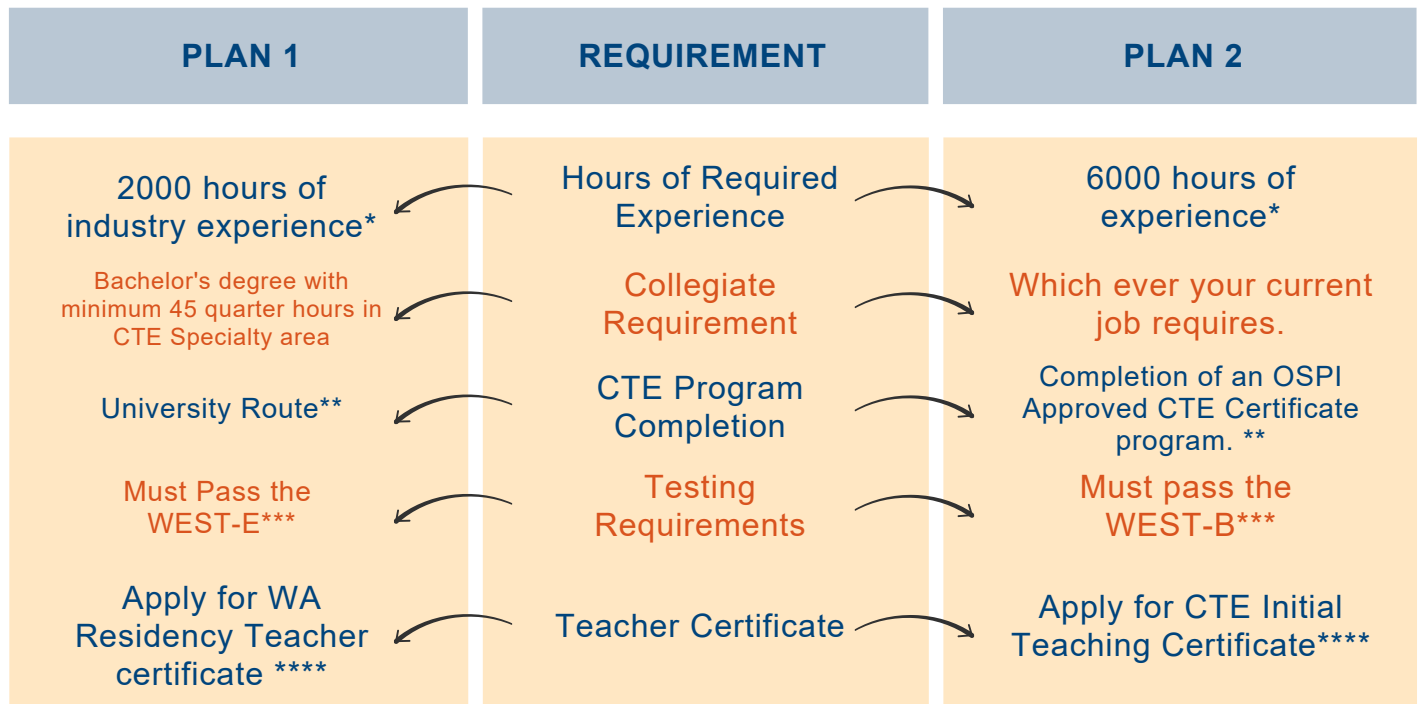 PLAN 1
REQUIREMENT
PLAN 2
2000 hours of
industry experience*
Hours of Required
Experience
6000 hours of
experience*
Bachelor's degree with
minimum 45 quarter hours in
CTE Specialty area
Collegiate
Requirement
Which ever your current
job requires.
University Route**
CTE Program
Completion
Completion of an OSPI
Approved CTE Certificate
program. **
Must Pass the
WEST-E***
Testing
Requirements
Must pass the
WEST-B***
Apply for WA
Residency Teacher
certificate ****
Teacher Certificate
Apply for CTE Initial
Teaching Certificate****